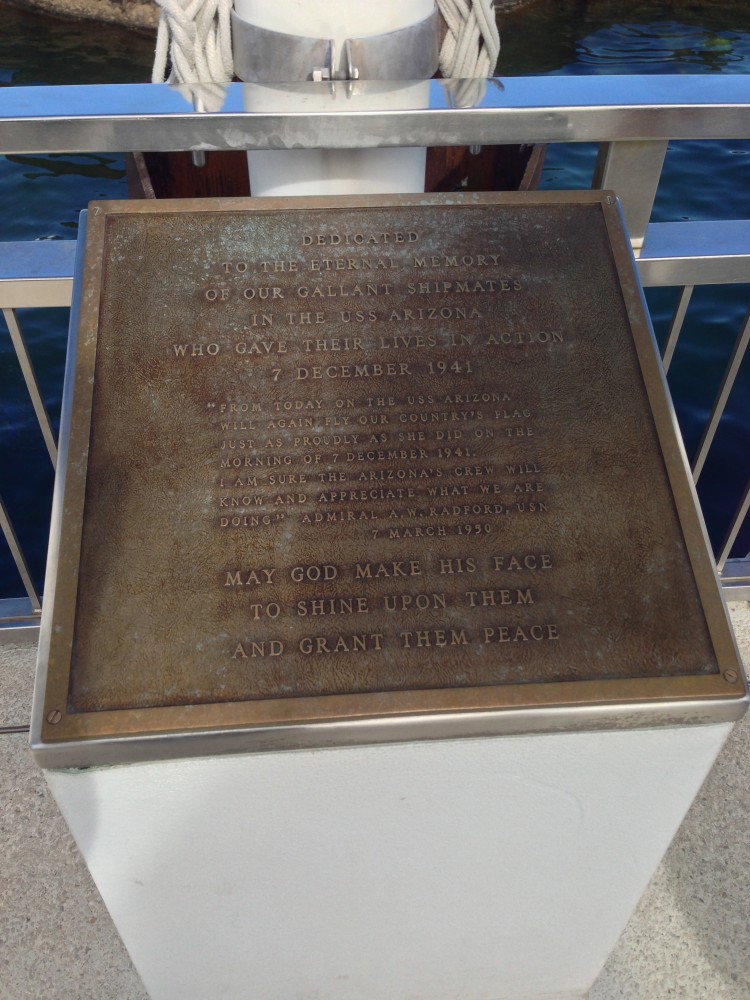 DEDICATED
TO THE ETERNAL MEMORY
OF OUR GALLANT SHIPMATES
IN THE USS ARIZONA
WHO GAVE THEIR LIVES IN ACTION
7 DECEMBER 1941
"FROM TODAY ON THE USS ARIZONA
WILL AGAIN FLY OUR COUNTRY'S FLAG
JUST AS PROUDLY AS SHE DID ON THE
MORNING OF 7 DECEMBER 1941.
I AM SURE THE ARIZONA'S CREW WILL
KNOW AND APPRECIATE WHAT WE ARE
DOING" ADMIRAL A.W. RADFORD, USN
7 MARCH 1950
MAY GOD MAKE HIS FACE
TO SHINE UPON THEM
AND GRANT THEM PEACE